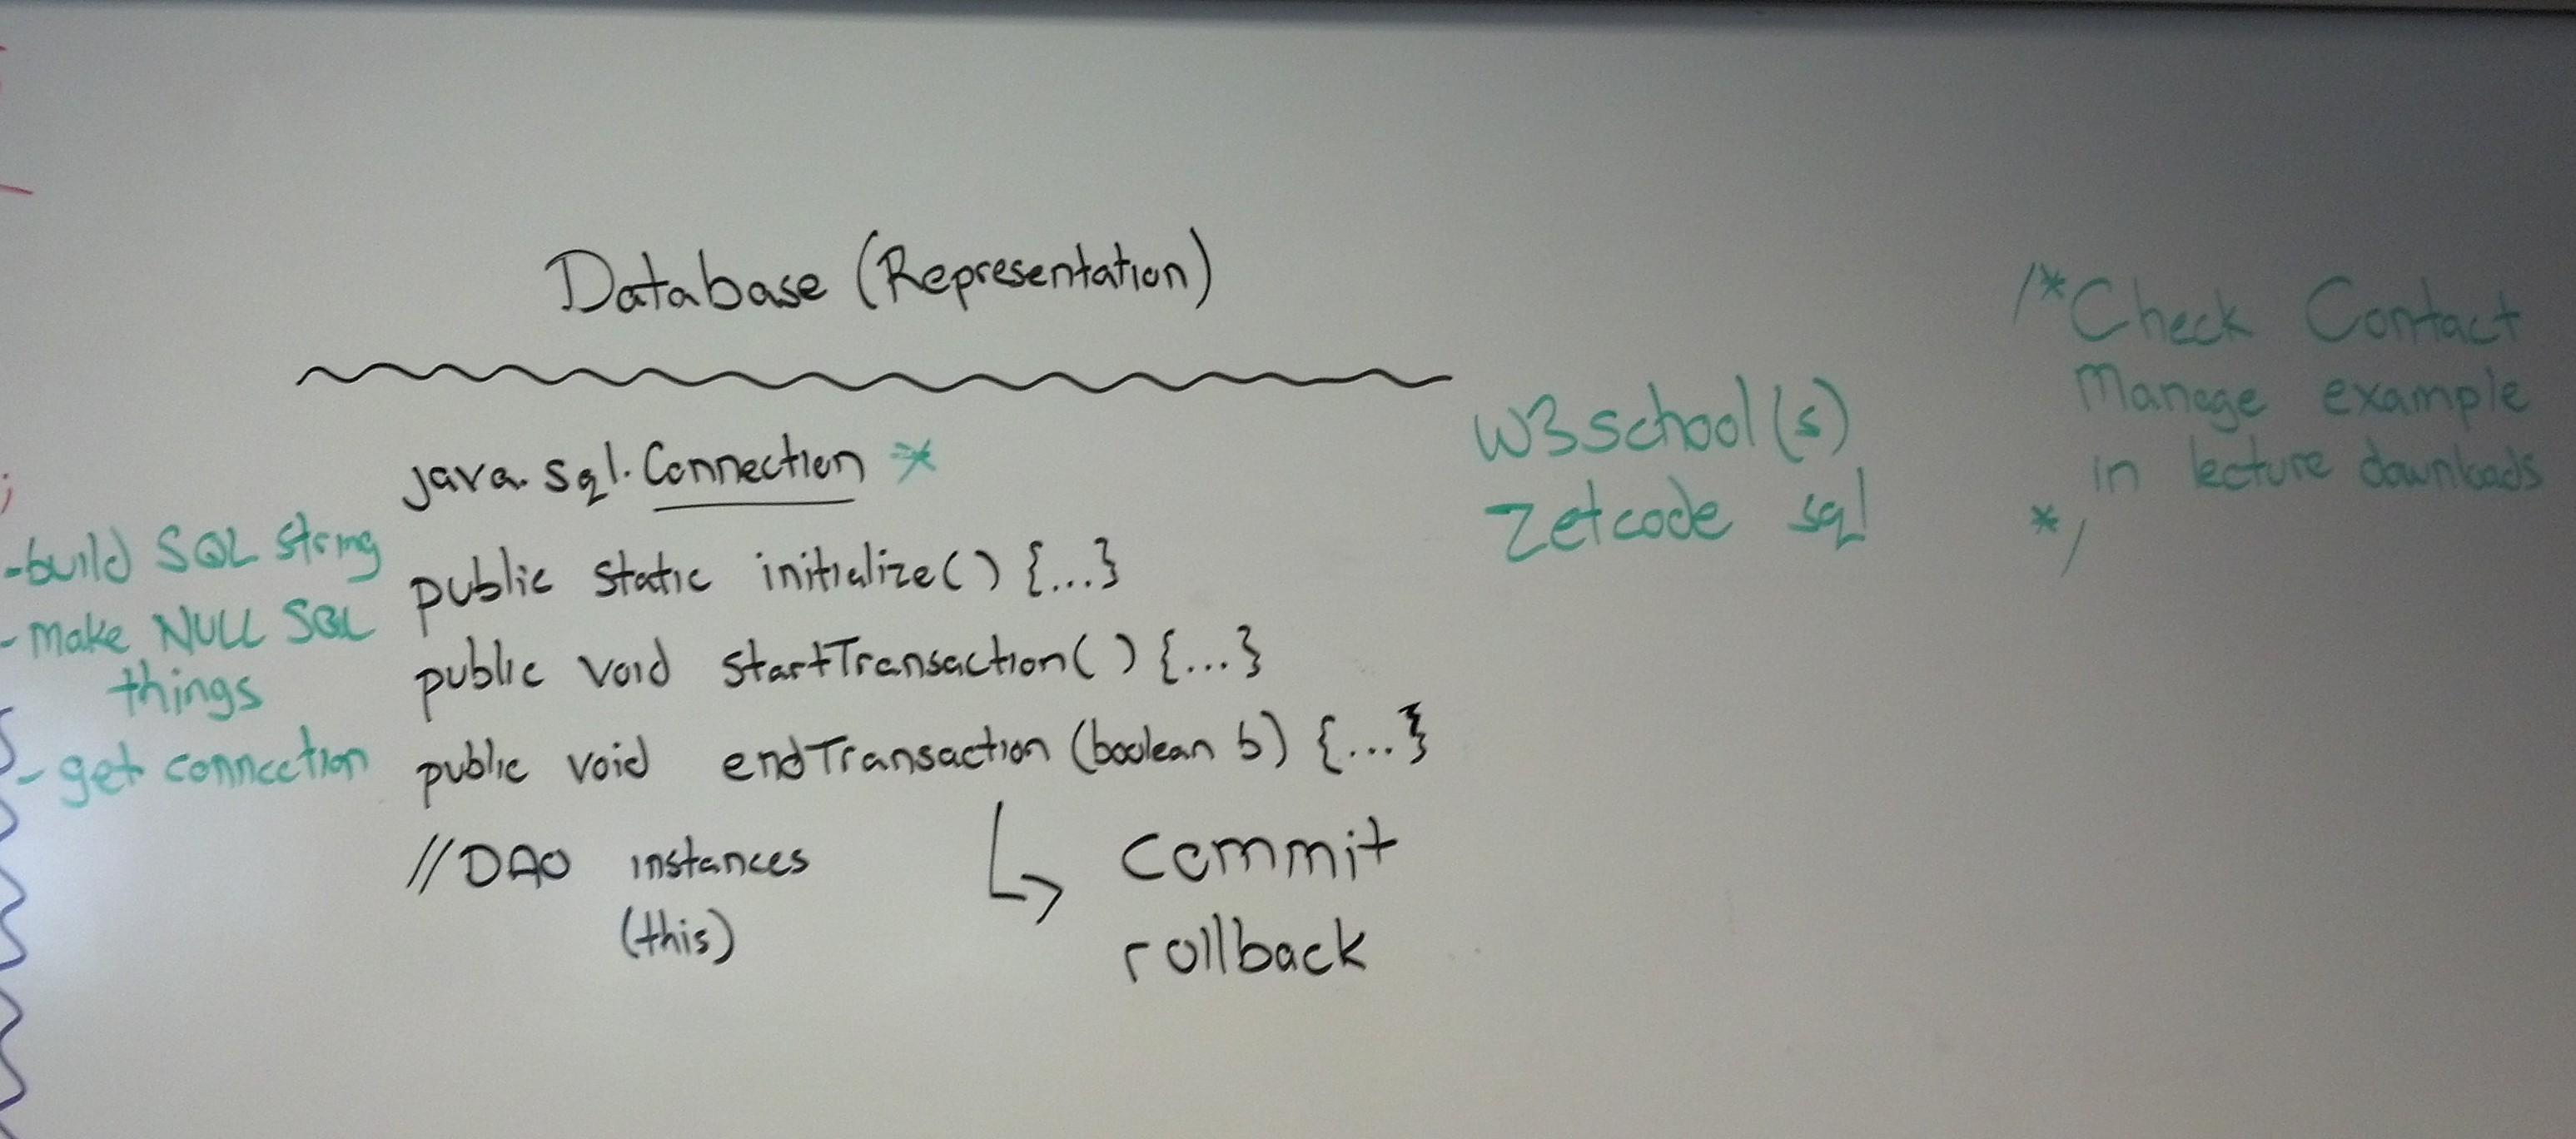 Database (Representation)
java.sql.Connection *
public static initialize() {...}
public void startTransaction() {...}
public void endTransaction (boolean b) {...}
//DAO instances
(this)
commit
rollback
-build SQL string
-make NULL SQL
things
- get connection
W3school(s)
Zetcode sql
/*Check Contact
Manage example
in lecture downloads
*/